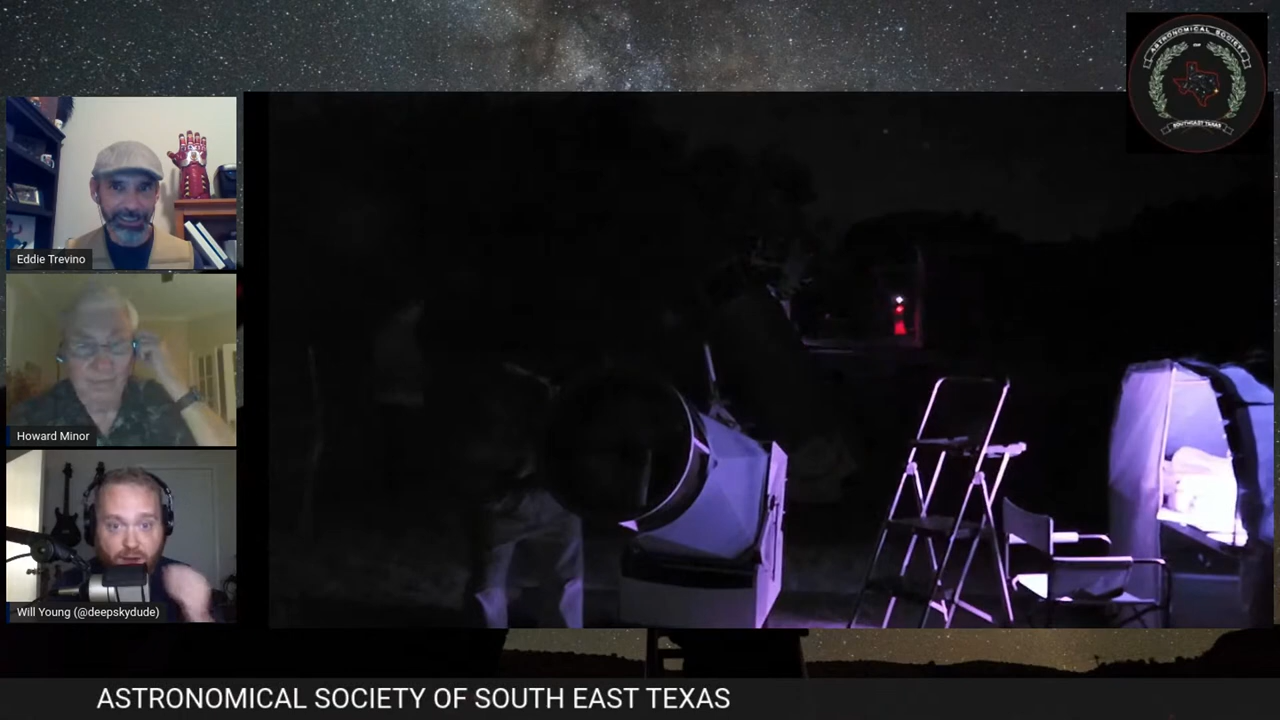 ASTRONOMICAL SOCIETY
SOUTHEAST TEXAS
Eddie Trevino
Howard Minor
Will Young (@deepskydude)
ASTRONOMICAL SOCIETY OF SOUTH EAST TEXAS